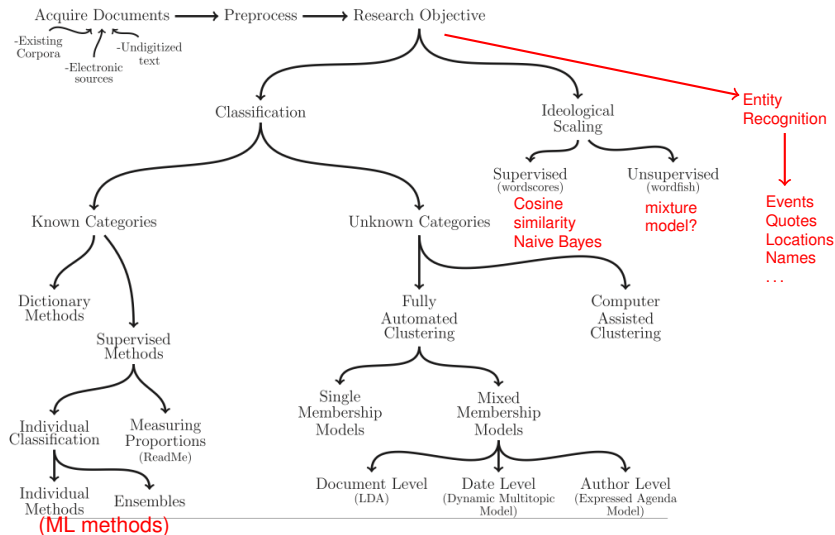 Acquire Documents
Preprocess
Research Objective
-Existing
Corpora
-Undigitized
text
-Electronic
sources
Entity
Recognition
Classification
Ideological
Scaling
Supervised
(wordscores)
Cosine
similarity
Naive Bayes
Unsupervised
(wordfish)
mixture
model?
Events
Quotes
Locations
Names
...
Known Categories
Unknown Categories
Dictionary
Methods
Supervised
Methods
Fully
Automated
Clustering
Computer
Assisted
Clustering
Individual
Classification
Measuring
Proportions
(ReadMe)
Single
Membership
Models
Mixed
Membership
Models
Individual
Methods
Ensembles
(ML methods)
Document Level
(LDA)
Date Level
(Dynamic Multitopic
Model)
Author Level
(Expressed Agenda
Model)